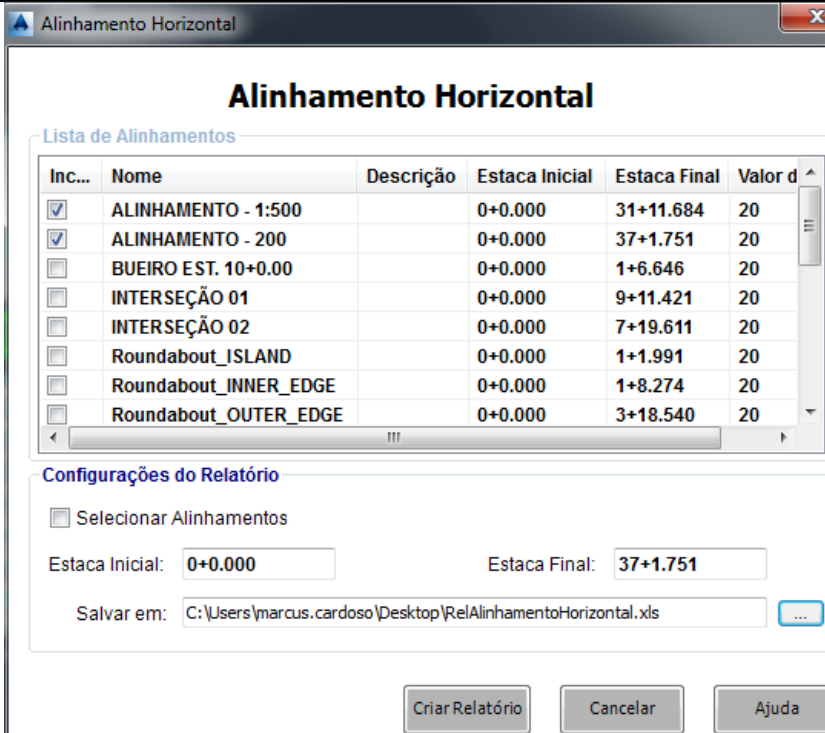 Alinhamento Horizontal
Alinhamento Horizontal
Lista de Alinhamentos
Inc... Nome Descrição Estaca Inicial Estaca Final Valor d
ALINHAMENTO - 1:500 0+0.000 31+11.684 20
ALINHAMENTO - 200 0+0.000 37+1.751 20
BUEIRO EST. 10+0.00 0+0.000 1+6.646 20
INTERSEÇÃO 01 0+0.000 9+11.421 20
INTERSEÇÃO 02 0+0.000 7+19.611 20
Roundabout_ISLAND 0+0.000 1+1.991 20
Roundabout_INNER_EDGE 0+0.000 1+8.274 20
Roundabout_OUTER_EDGE 0+0.000 3+18.540 20
Configurações do Relatório
Selecionar Alinhamentos
Estaca Inicial: 0+0.000 Estaca Final: 37+1.751
Salvar em: C:\Users\marcus.cardoso\Desktop\RelAlinhamentoHorizontal.xls ...
Criar Relatório Cancelar Ajuda